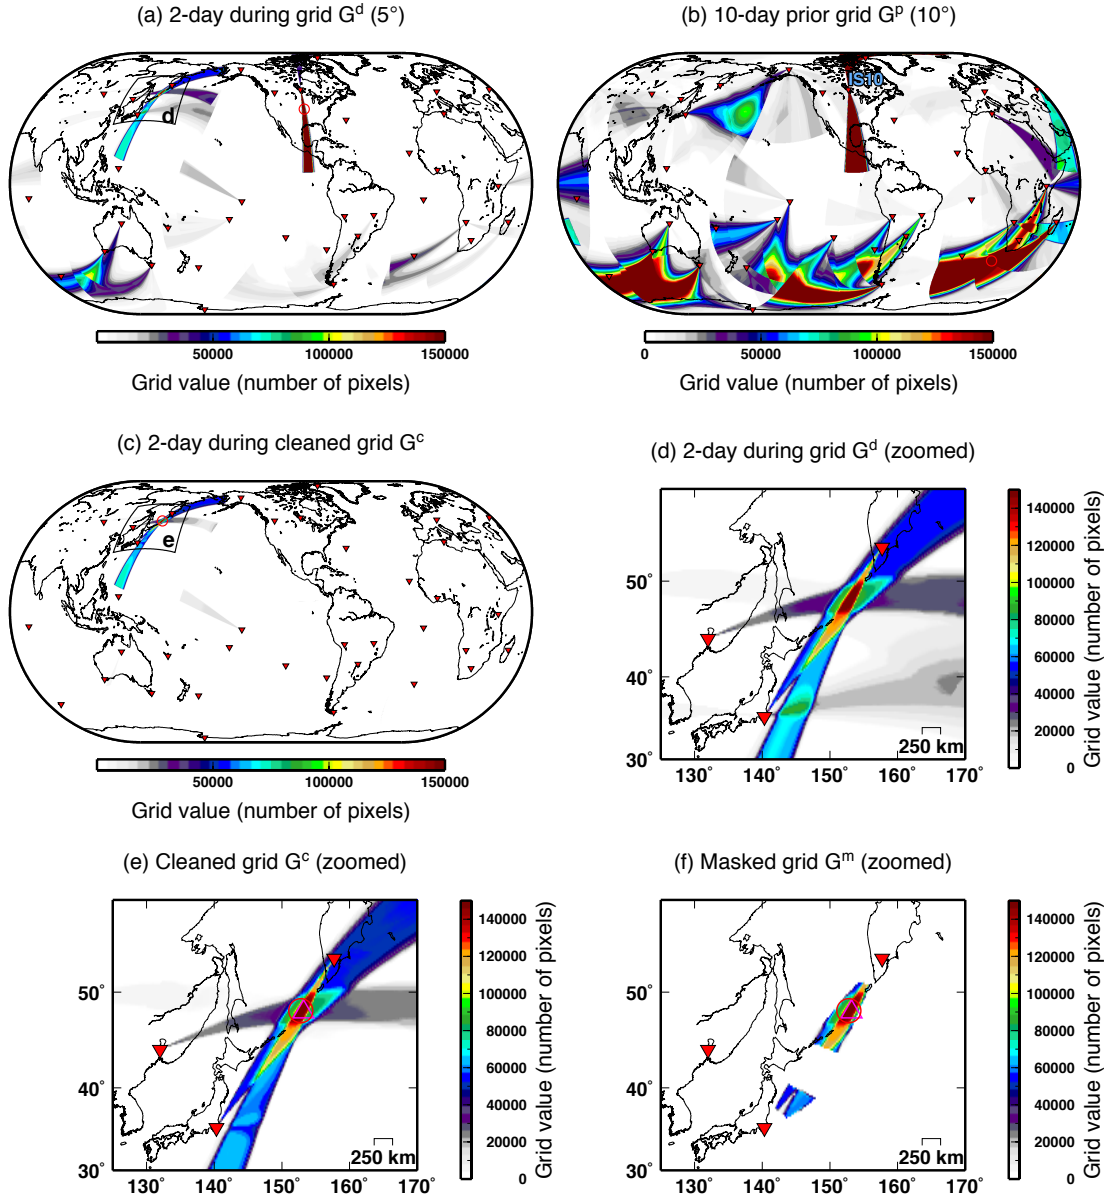 (a) 2-day during grid Gᵈ (5°)
(b) 10-day prior grid Gᵖ (10°)
d
IS10
50000 100000 150000
0 50000 100000 150000
Grid value (number of pixels)
Grid value (number of pixels)
(c) 2-day during cleaned grid Gᶜ
(d) 2-day during grid Gᵈ (zoomed)
e
50000 100000 150000
Grid value (number of pixels)
50°
40°
30°
130° 140° 150° 160° 170°
250 km
140000
120000
100000
80000
60000
40000
20000
0
Grid value (number of pixels)
(e) Cleaned grid Gᶜ (zoomed)
(f) Masked grid Gᵐ (zoomed)
50°
40°
30°
130° 140° 150° 160° 170°
250 km
140000
120000
100000
80000
60000
40000
20000
0
Grid value (number of pixels)
50°
40°
30°
130° 140° 150° 160° 170°
250 km
140000
120000
100000
80000
60000
40000
20000
0
Grid value (number of pixels)